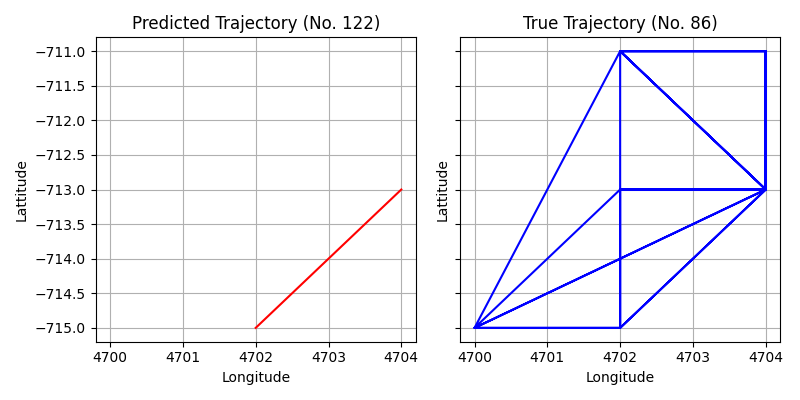 Predicted Trajectory (No. 122)
True Trajectory (No. 86)
−711.0
−711.5
−712.0
−712.5
−713.0
−713.5
−714.0
−714.5
−715.0
Lattitude
Lattitude
4700 4701 4702 4703 4704
4700 4701 4702 4703 4704
Longitude
Longitude